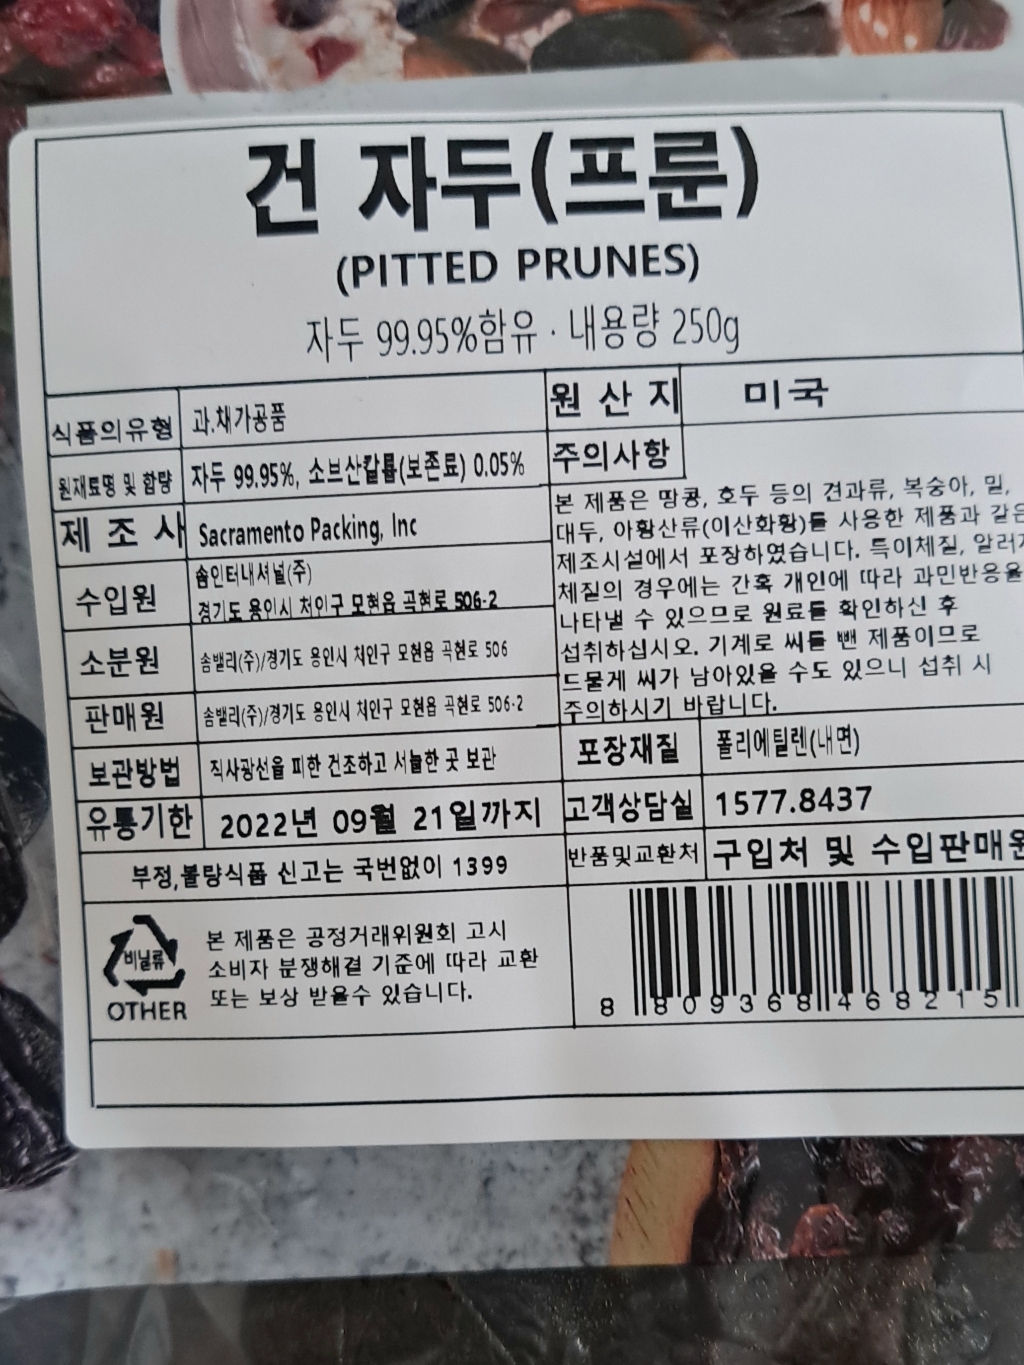 건 자두(프룬)
(PITTED PRUNES)
자두 99.95%함유 · 내용량 250g
식품의유형 과.채가공품
원재료명 및 함량 자두 99.95%, 소브산칼륨(보존료) 0.05%
제 조 사 Sacramento Packing, Inc
수입원 솜인터내셔널(주)
경기도 용인시 처인구 모현읍 곡현로 506-2
소분원 솜밸리(주)/경기도 용인시 처인구 모현읍 곡현로 506
판매원 솜밸리(주)/경기도 용인시 처인구 모현읍 곡현로 506-2
보관방법 직사광선을 피한 건조하고 서늘한 곳 보관
유통기한 2022년 09월 21일까지
부정,불량식품 신고는 국번없이 1399
비닐류
OTHER
본 제품은 공정거래위원회 고시
소비자 분쟁해결 기준에 따라 교환
또는 보상 받을수 있습니다.
원 산 지 미국
주의사항
본 제품은 땅콩, 호두 등의 견과류, 복숭아, 밀,
대두, 아황산류(이산화황)를 사용한 제품과 같은
제조시설에서 포장하였습니다. 특이체질, 알러지
체질의 경우에는 간혹 개인에 따라 과민반응을
나타낼 수 있으므로 원료를 확인하신 후
섭취하십시오. 기계로 씨를 뺀 제품이므로
드물게 씨가 남아있을 수도 있으니 섭취 시
주의하시기 바랍니다.
포장재질 폴리에틸렌(내면)
고객상담실 1577.8437
반품및교환처 구입처 및 수입판매원
8 809368 468215